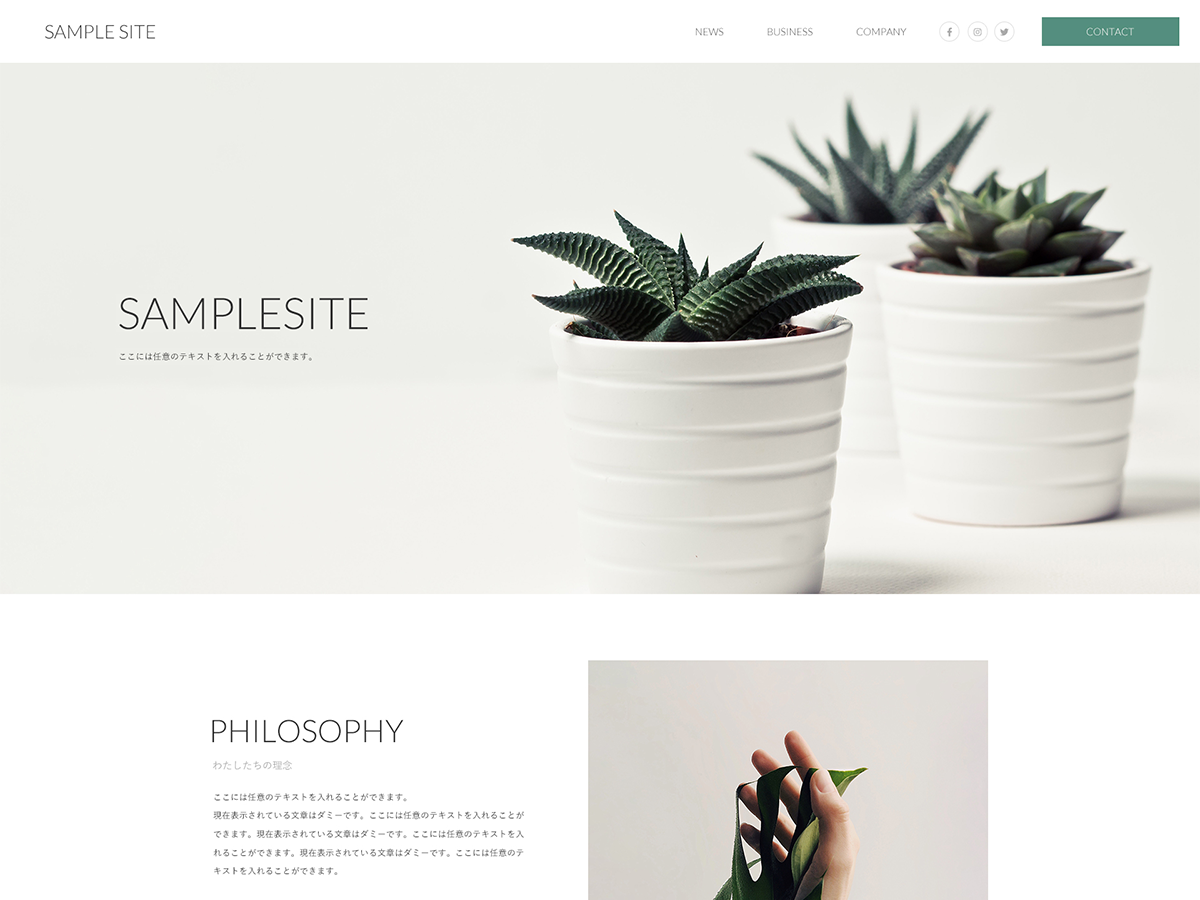 SAMPLE SITE
NEWS
BUSINESS
COMPANY
CONTACT
SAMPLESITE
ここには任意のテキストを入れることができます。
PHILOSOPHY
わたしたちの理念
ここには任意のテキストを入れることができます。
現在表示されている文章はダミーです。ここには任意のテキストを入れることが
できます。現在表示されている文章はダミーです。ここには任意のテキストを入
れることができます。現在表示されている文章はダミーです。ここには任意のテ
キストを入れることができます。